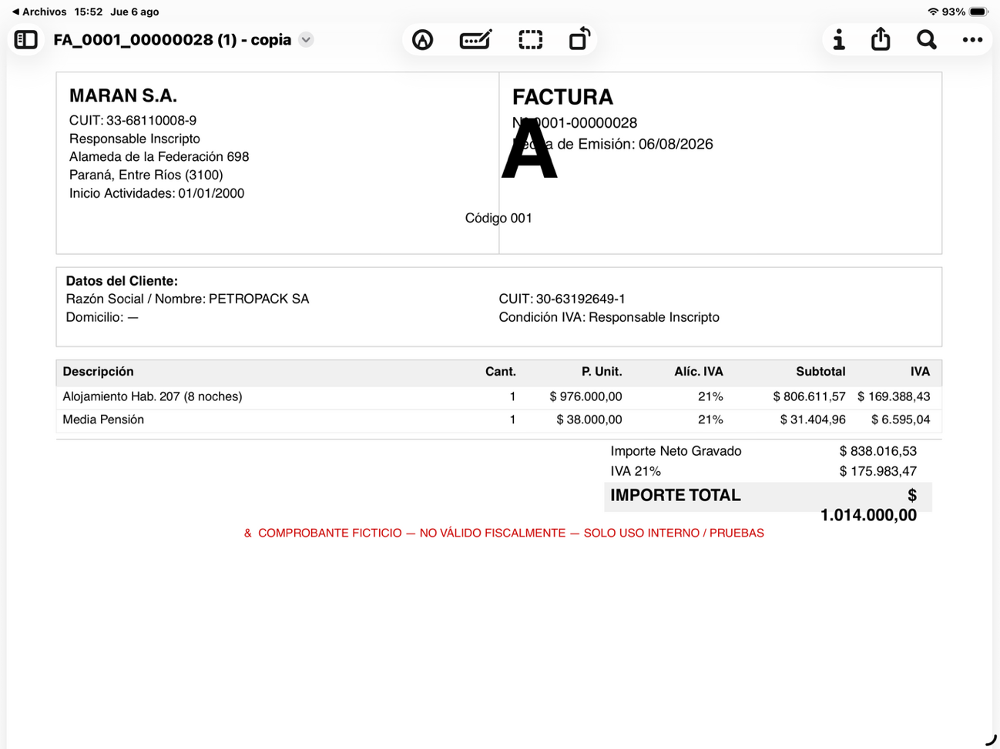 ◀ Archivos 15:52 Jue 6 ago 93%
FA_0001_00000028 (1) - copia
MARAN S.A.
CUIT: 33-68110008-9
Responsable Inscripto
Alameda de la Federación 698
Paraná, Entre Ríos (3100)
Inicio Actividades: 01/01/2000
FACTURA
0001-00000028
de Emisión: 06/08/2026
A
Código 001
Datos del Cliente:
Razón Social / Nombre: PETROPACK SA
Domicilio: —
CUIT: 30-63192649-1
Condición IVA: Responsable Inscripto
Descripción Cant. P. Unit. Alíc. IVA Subtotal IVA
Alojamiento Hab. 207 (8 noches) 1 $ 976.000,00 21% $ 806.611,57 $ 169.388,43
Media Pensión 1 $ 38.000,00 21% $ 31.404,96 $ 6.595,04
Importe Neto Gravado $ 838.016,53
IVA 21% $ 175.983,47
IMPORTE TOTAL $
1.014.000,00
& COMPROBANTE FICTICIO — NO VÁLIDO FISCALMENTE — SOLO USO INTERNO / PRUEBAS